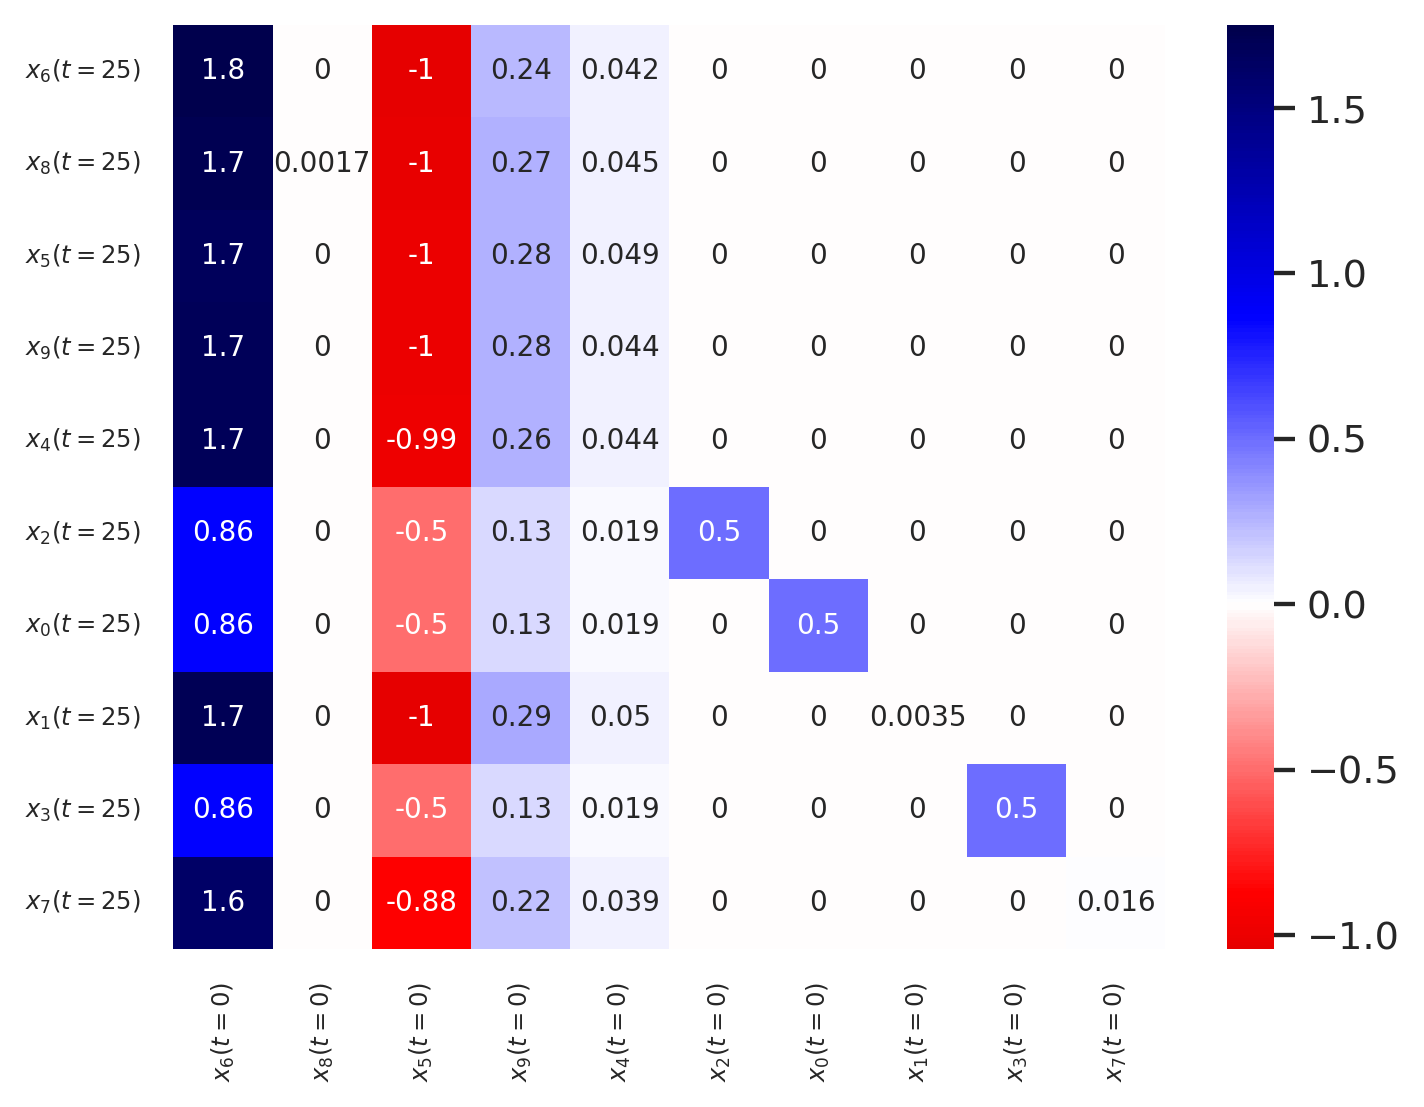 x₆(t = 25) 1.8 0 -1 0.24 0.042 0 0 0 0 0
x₈(t = 25) 1.7 0.0017 -1 0.27 0.045 0 0 0 0 0
x₅(t = 25) 1.7 0 -1 0.28 0.049 0 0 0 0 0
x₉(t = 25) 1.7 0 -1 0.28 0.044 0 0 0 0 0
x₄(t = 25) 1.7 0 -0.99 0.26 0.044 0 0 0 0 0
x₂(t = 25) 0.86 0 -0.5 0.13 0.019 0.5 0 0 0 0
x₀(t = 25) 0.86 0 -0.5 0.13 0.019 0 0.5 0 0 0
x₁(t = 25) 1.7 0 -1 0.29 0.05 0 0 0.0035 0 0
x₃(t = 25) 0.86 0 -0.5 0.13 0.019 0 0 0 0.5 0
x₇(t = 25) 1.6 0 -0.88 0.22 0.039 0 0 0 0 0.016
x₆(t = 0)
x₈(t = 0)
x₅(t = 0)
x₉(t = 0)
x₄(t = 0)
x₂(t = 0)
x₀(t = 0)
x₁(t = 0)
x₃(t = 0)
x₇(t = 0)
1.5
1.0
0.5
0.0
−0.5
−1.0